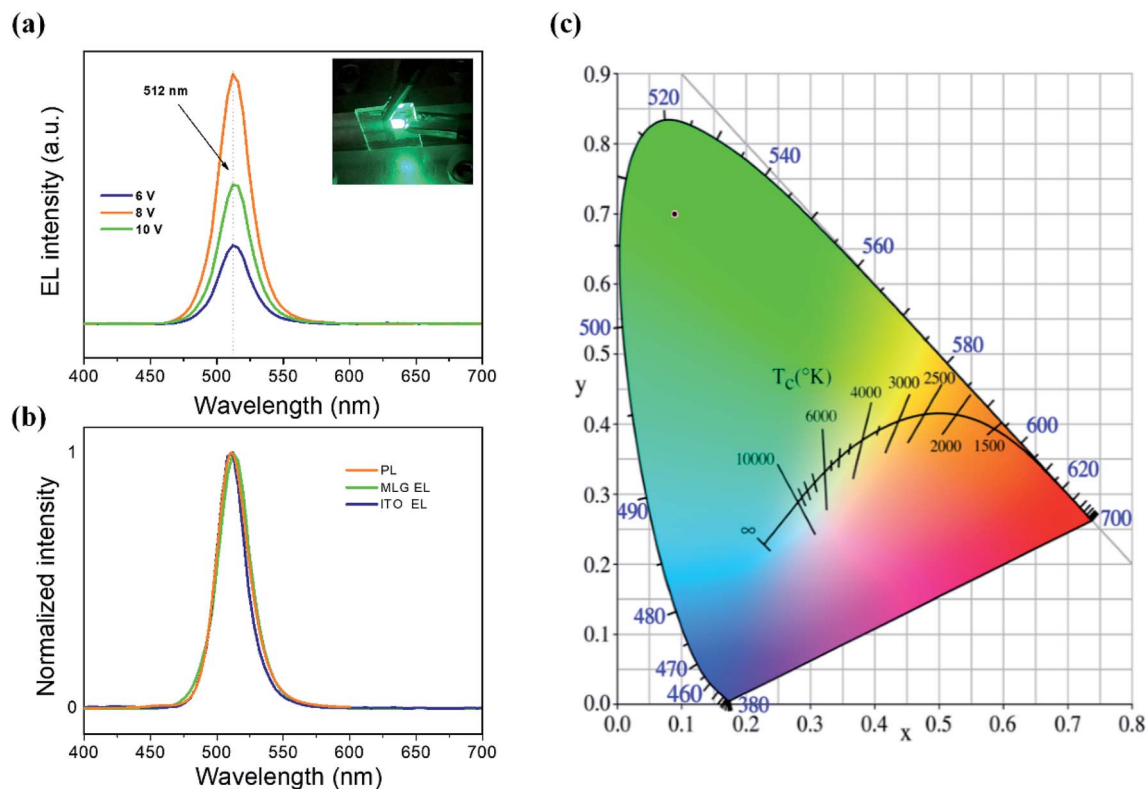 (a)
EL intensity (a.u.)
512 nm
6 V
8 V
10 V
400 450 500 550 600 650 700
Wavelength (nm)
(b)
Normalized intensity
1
0
PL
MLG EL
ITO EL
400 450 500 550 600 650 700
Wavelength (nm)
(c)
0.9
0.8
0.7
0.6
0.5
y
0.4
0.3
0.2
0.1
0.0
520
540
560
500
580
490
600
620
700
480
470
460
380
Tc(°K)
∞
10000
6000
4000
3000
2500
2000
1500
0.0 0.1 0.2 0.3 0.4 0.5 0.6 0.7 0.8
x